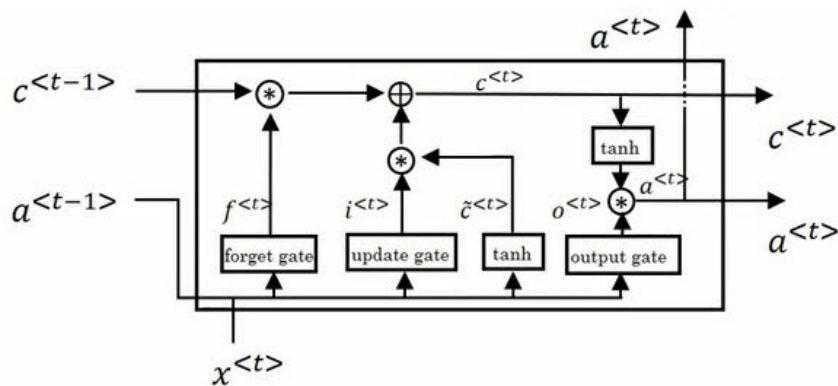 a^{<t>}
c^{<t-1>}
c^{<t>}
c^{<t>}
tanh
a^{<t-1>}
f^{<t>}
i^{<t>}
c̃^{<t>}
o^{<t>}
a^{<t>}
a^{<t>}
forget gate
update gate
tanh
output gate
x^{<t>}